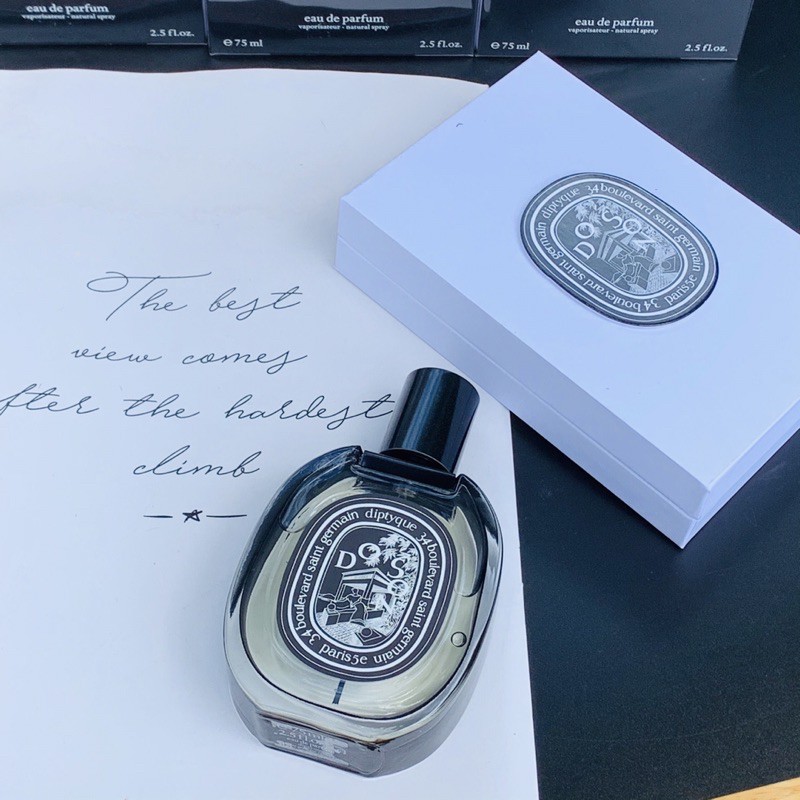 eau de parfum
vaporisateur - natural spray
2.5 fl.oz.
eau de parfum
vaporisateur - natural spray
℮ 75 ml
2.5 fl.oz.
eau de parfum
vaporisateur - natural spray
℮ 75 ml
2.5 fl.oz.
diptyque 34 boulevard saint germain
paris 5e
34 boulevard saint germain
DO SON
The best
view comes
fter the hardest
climb
diptyque 34 boulevard saint germain
paris 5e
34 boulevard saint germain
DO SON